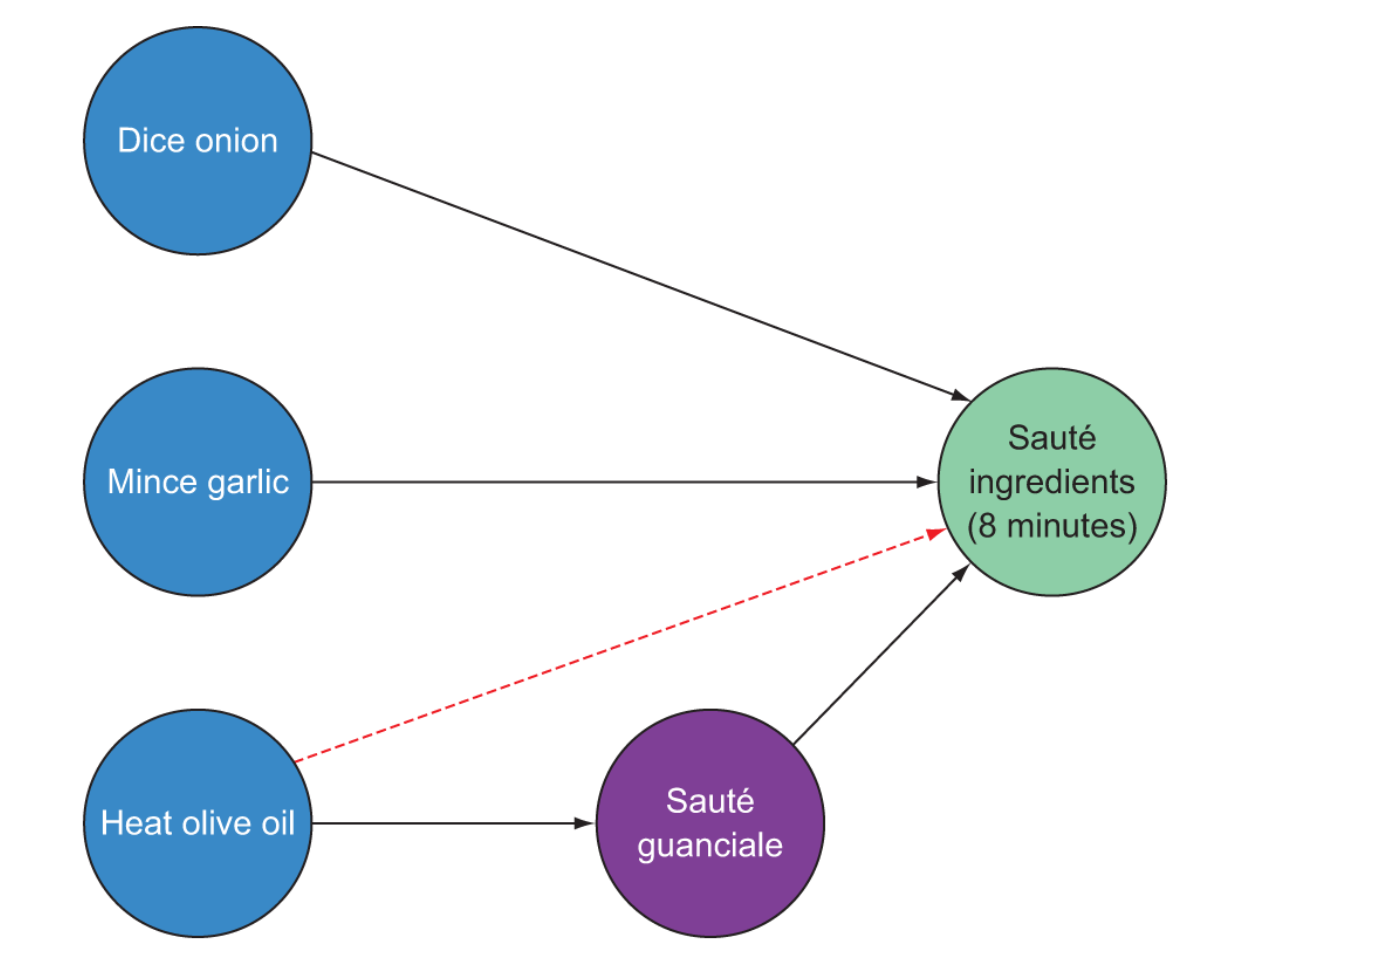 Dice onion
Mince garlic
Sauté
ingredients
(8 minutes)
Heat olive oil
Sauté
guanciale